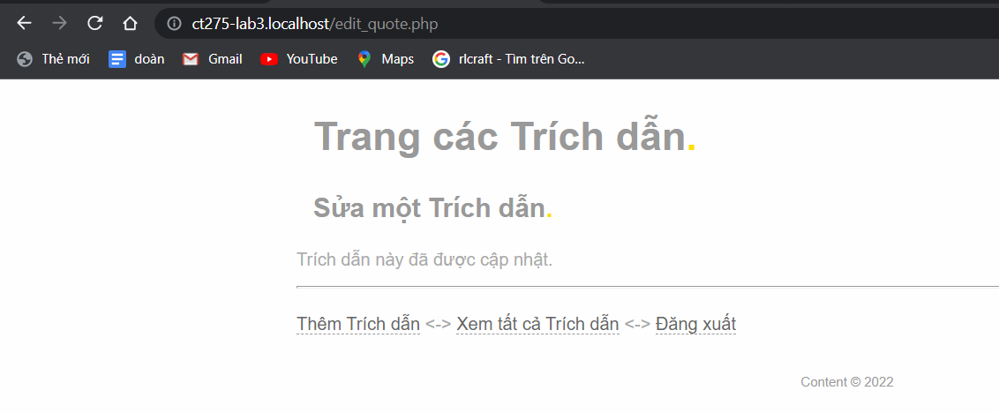 ct275-lab3.localhost/edit_quote.php
Thẻ mới doàn Gmail YouTube Maps rlcraft - Tìm trên Go...
Trang các Trích dẫn.
Sửa một Trích dẫn.
Trích dẫn này đã được cập nhật.
Thêm Trích dẫn <-> Xem tất cả Trích dẫn <-> Đăng xuất
Content © 2022